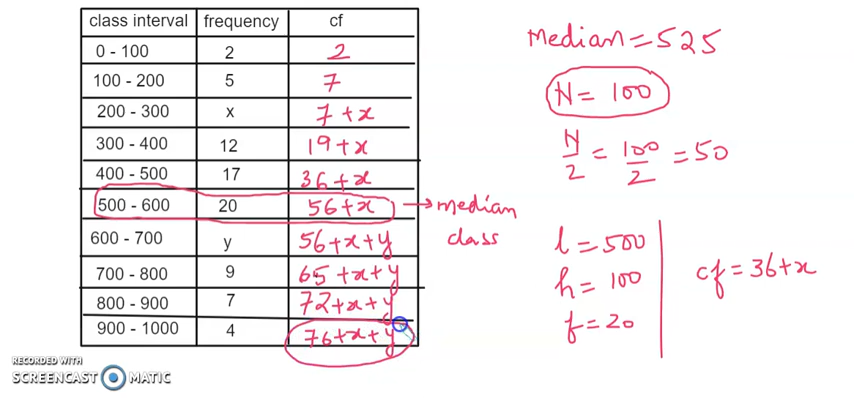 class interval frequency cf
0 - 100 2 2
100 - 200 5 7
200 - 300 x 7 + x
300 - 400 12 19 + x
400 - 500 17 36 + x
500 - 600 20 56 + x → median class
600 - 700 y 56 + x + y
700 - 800 9 65 + x + y
800 - 900 7 72 + x + y
900 - 1000 4 76 + x + y
Median = 525
N = 100
N/2 = 100/2 = 50
l = 500
h = 100
f = 20
cf = 36 + x
RECORDED WITH
SCREENCAST MATIC